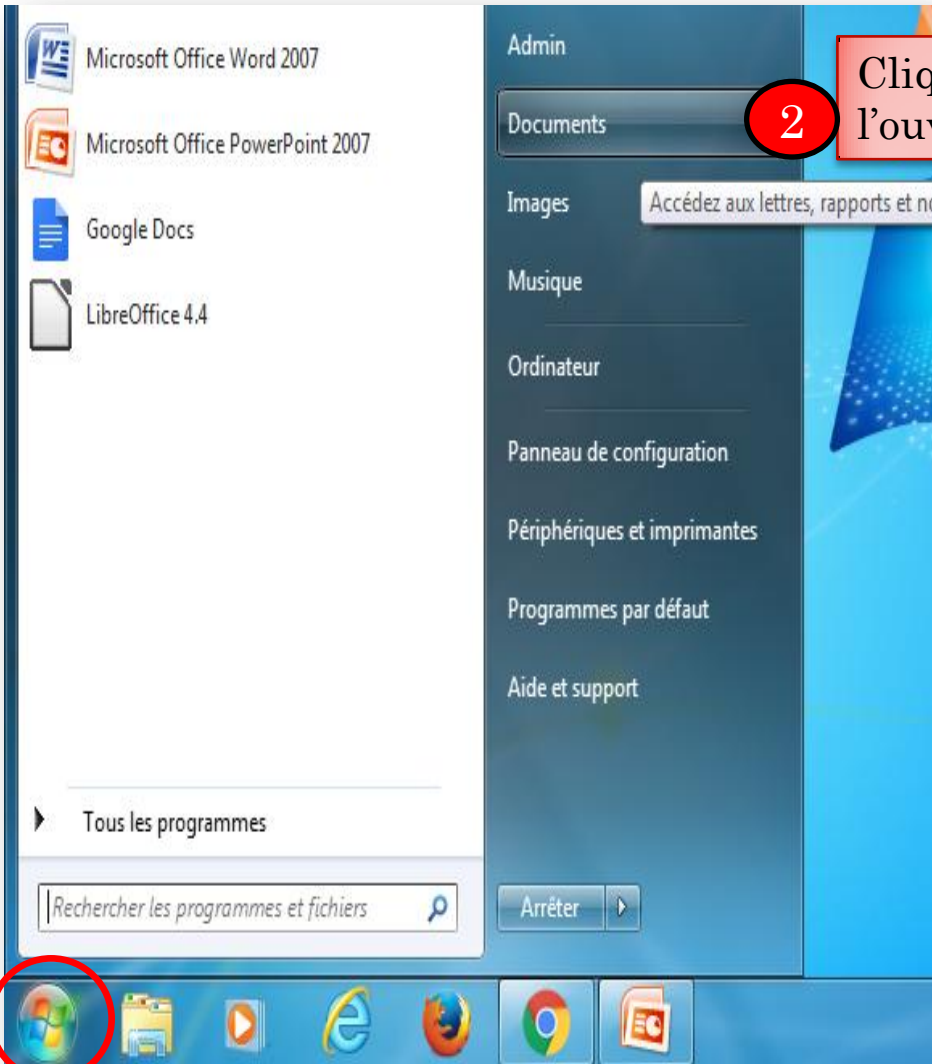 Microsoft Office Word 2007
Microsoft Office PowerPoint 2007
Google Docs
LibreOffice 4.4
Tous les programmes
Rechercher les programmes et fichiers
Admin
Documents
2
Images
Accédez aux lettres, rapports et
Musique
Ordinateur
Panneau de configuration
Périphériques et imprimantes
Programmes par défaut
Aide et support
Arrêter